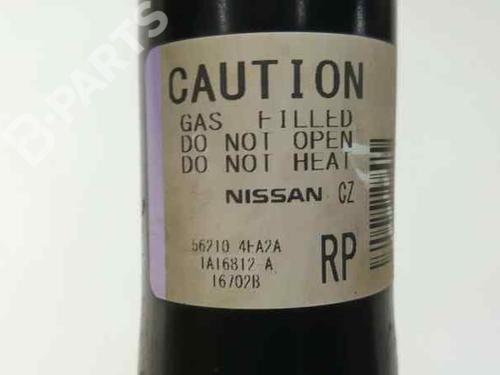 B-PARTS
CAUTION
GAS FILLED
DO NOT OPEN
DO NOT HEAT
NISSAN CZ
56210 4EA2A
1A16812 A
16702B
RP